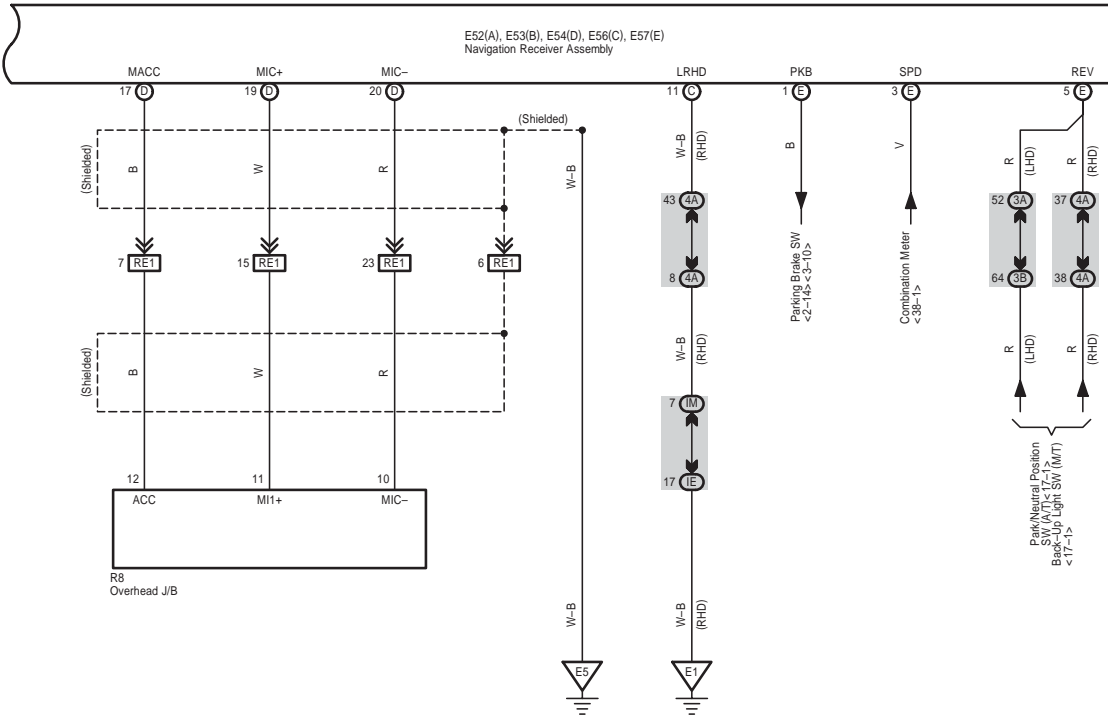 E52(A), E53(B), E54(D), E56(C), E57(E)
Navigation Receiver Assembly
MACC
MIC+
MIC–
LRHD
PKB
SPD
REV
17 D
19 D
20 D
11 C
1 E
3 E
5 E
(Shielded)
(Shielded)
B
W
R
W–B
W–B
(RHD)
B
V
R
(LHD)
R
(RHD)
43 4A
52 3A
37 4A
7 RE1
15 RE1
23 RE1
6 RE1
8 4A
64 3B
38 4A
Parking Brake SW
<2–14><3–10>
Combination Meter
<38–1>
(Shielded)
B
W
R
W–B
(RHD)
R
(LHD)
R
(RHD)
7 IM
17 IE
Park/Neutral Position
SW (A/T)<17–1>
Back–Up Light SW (M/T)
<17–1>
12
11
10
ACC
MI1+
MIC–
R8
Overhead J/B
W–B
W–B
(RHD)
E5
E1